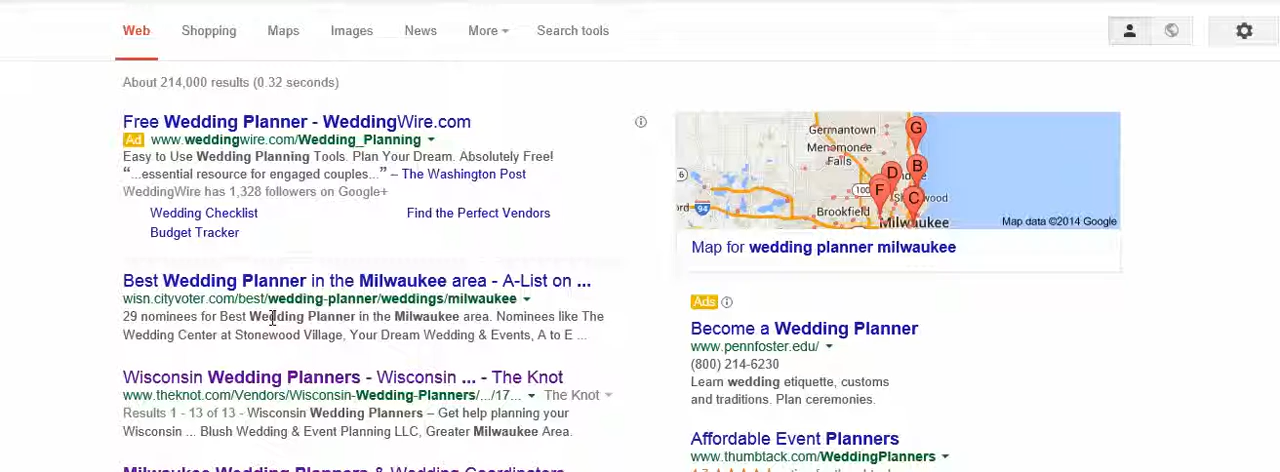 Web Shopping Maps Images News More Search tools
About 214,000 results (0.32 seconds)
Free Wedding Planner - WeddingWire.com
Ad www.weddingwire.com/Wedding_Planning
Easy to Use Wedding Planning Tools. Plan Your Dream. Absolutely Free!
“...essential resource for engaged couples...” – The Washington Post
WeddingWire has 1,328 followers on Google+
Wedding Checklist Find the Perfect Vendors
Budget Tracker
Best Wedding Planner in the Milwaukee area - A-List on ...
wisn.cityvoter.com/best/wedding-planner/weddings/milwaukee
29 nominees for Best Wedding Planner in the Milwaukee area. Nominees like The
Wedding Center at Stonewood Village, Your Dream Wedding & Events, A to E ...
Wisconsin Wedding Planners - Wisconsin ... - The Knot
www.theknot.com/Vendors/Wisconsin-Wedding-Planners/.../17... The Knot
Results 1 - 13 of 13 - Wisconsin Wedding Planners – Get help planning your
Wisconsin ... Blush Wedding & Event Planning LLC, Greater Milwaukee Area.
Milwaukee Wedding Planners & Wedding Coordinators
Germantown
Menomonee
Falls
G
B
D
F
C
6
100
94
Brookfield
Milwaukee
Map data ©2014 Google
Map for wedding planner milwaukee
Ads
Become a Wedding Planner
www.pennfoster.edu/
(800) 214-6230
Learn wedding etiquette, customs
and traditions. Plan ceremonies.
Affordable Event Planners
www.thumbtack.com/WeddingPlanners